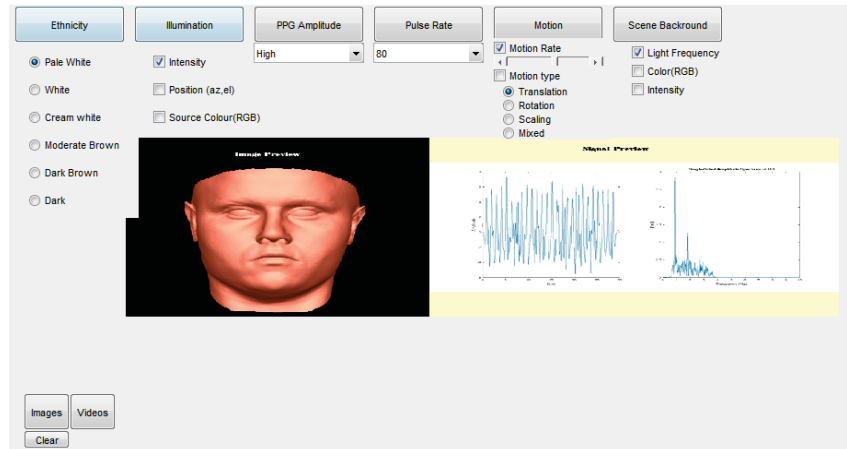 Ethnicity
Illumination
PPG Amplitude
Pulse Rate
Motion
Scene Backround
Pale White
White
Cream white
Moderate Brown
Dark Brown
Dark
Intensity
Position (az,el)
Source Colour(RGB)
High
80
Motion Rate
Motion type
Translation
Rotation
Scaling
Mixed
Light Frequency
Color(RGB)
Intensity
Image Preview
Signal Preview
Images
Videos
Clear